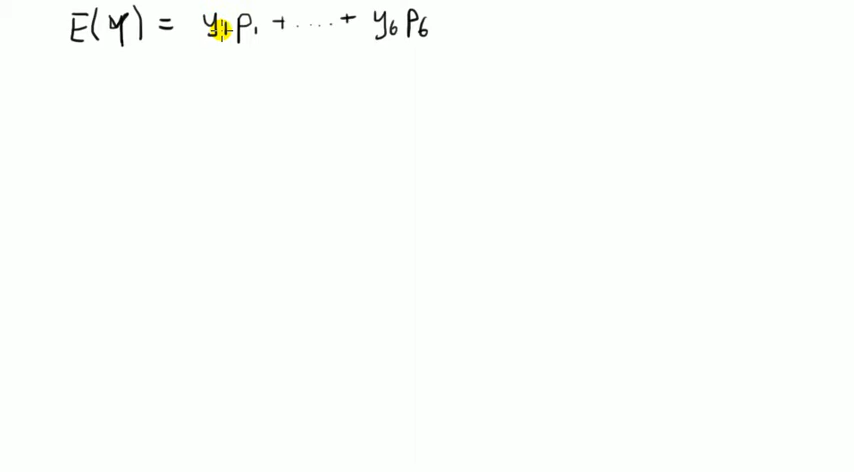 E(Y) = y₁p₁ + ..... + y₆p₆